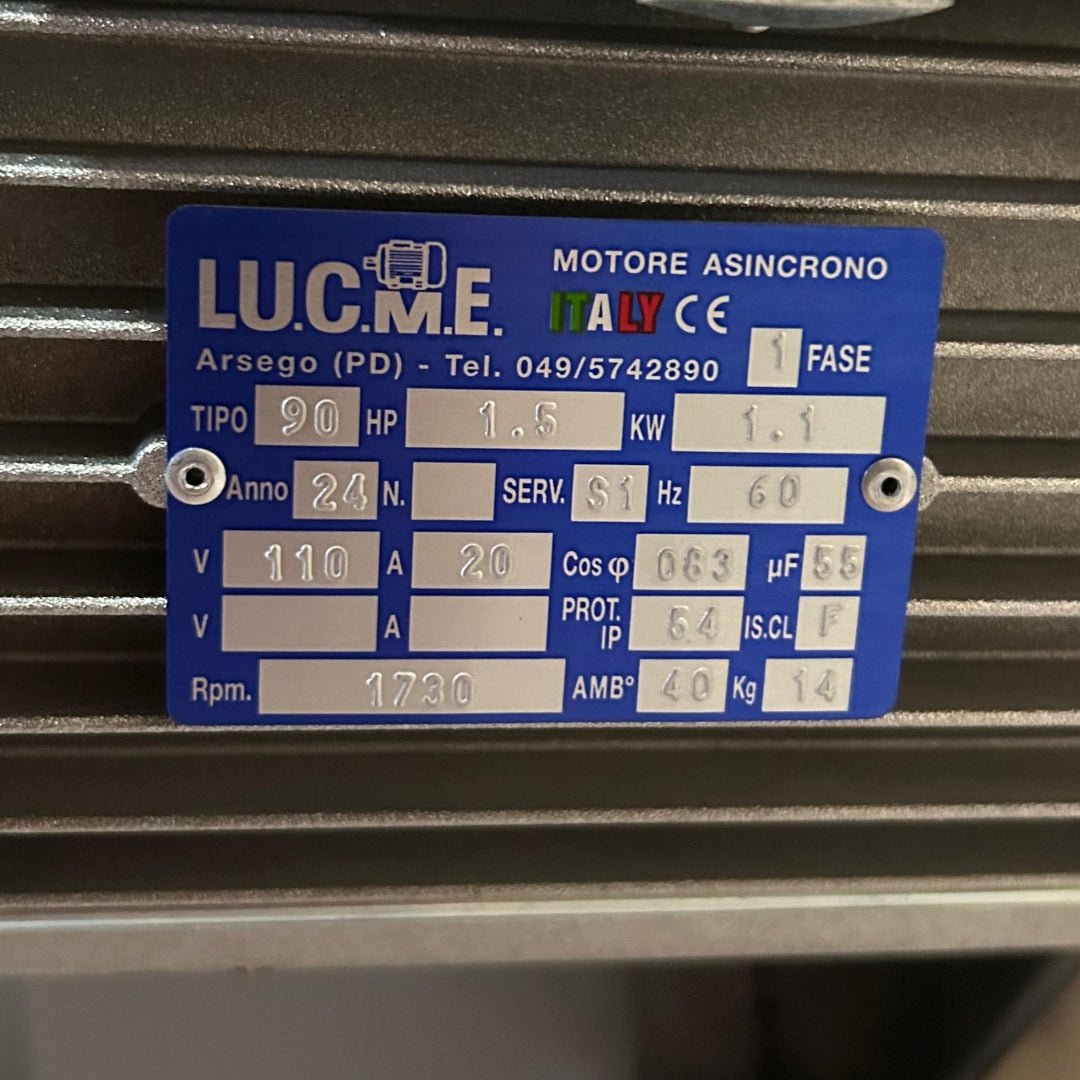 LU.C.M.E.
MOTORE ASINCRONO
ITALY CE
Arsego (PD) - Tel. 049/5742890 1 FASE
TIPO 90 HP 1.5 KW 1.1
Anno 24 N. SERV. S1 Hz 60
V 110 A 20 Cos φ 083 µF 55
V A PROT. IP 54 IS.CL F
Rpm. 1730 AMB° 40 Kg 14